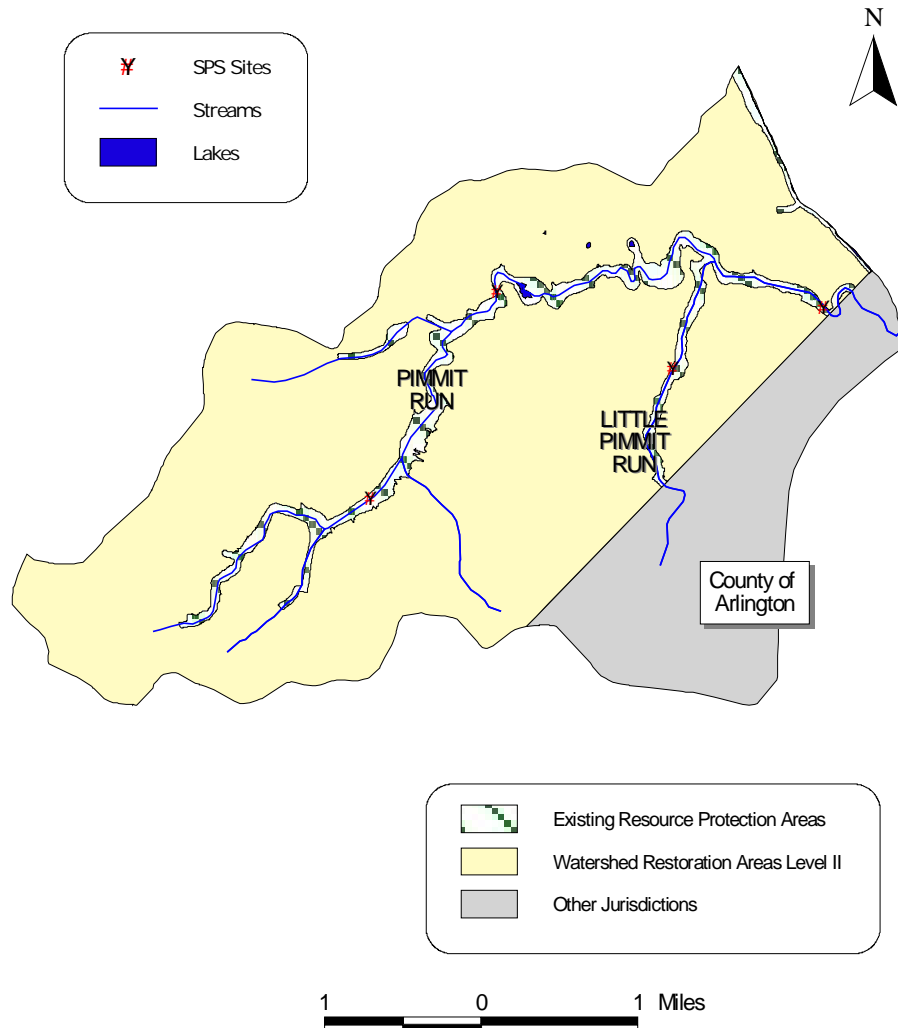 N
SPS Sites
Streams
Lakes
PIMMIT
RUN
LITTLE
PIMMIT
RUN
County of
Arlington
Existing Resource Protection Areas
Watershed Restoration Areas Level II
Other Jurisdictions
1 0 1 Miles